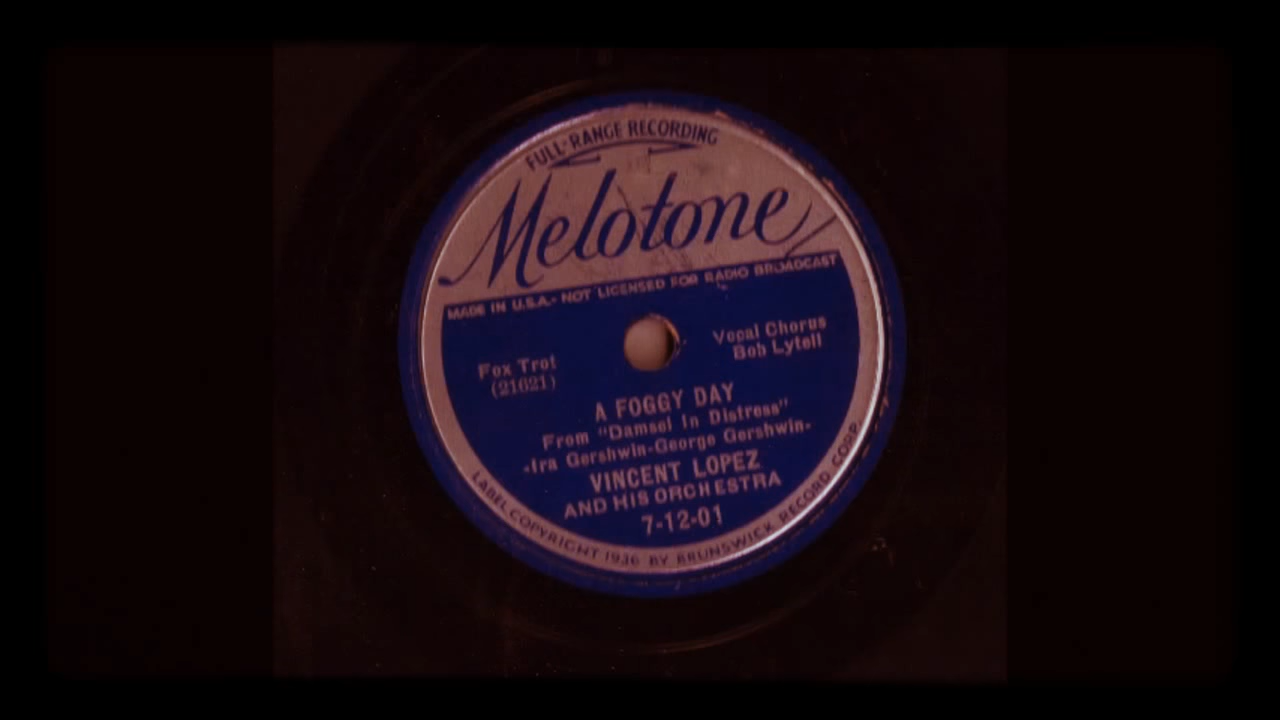 FULL-RANGE RECORDING
Melotone
MADE IN U.S.A.- NOT LICENSED FOR RADIO BROADCAST
Vocal Chorus
Bob Lytell
Fox Trot
(21621)
A FOGGY DAY
From "Damsel In Distress"
-Ira Gershwin-George Gershwin-
VINCENT LOPEZ
AND HIS ORCHESTRA
7-12-01
LABEL COPYRIGHT 1936 BY BRUNSWICK RECORD CORP.